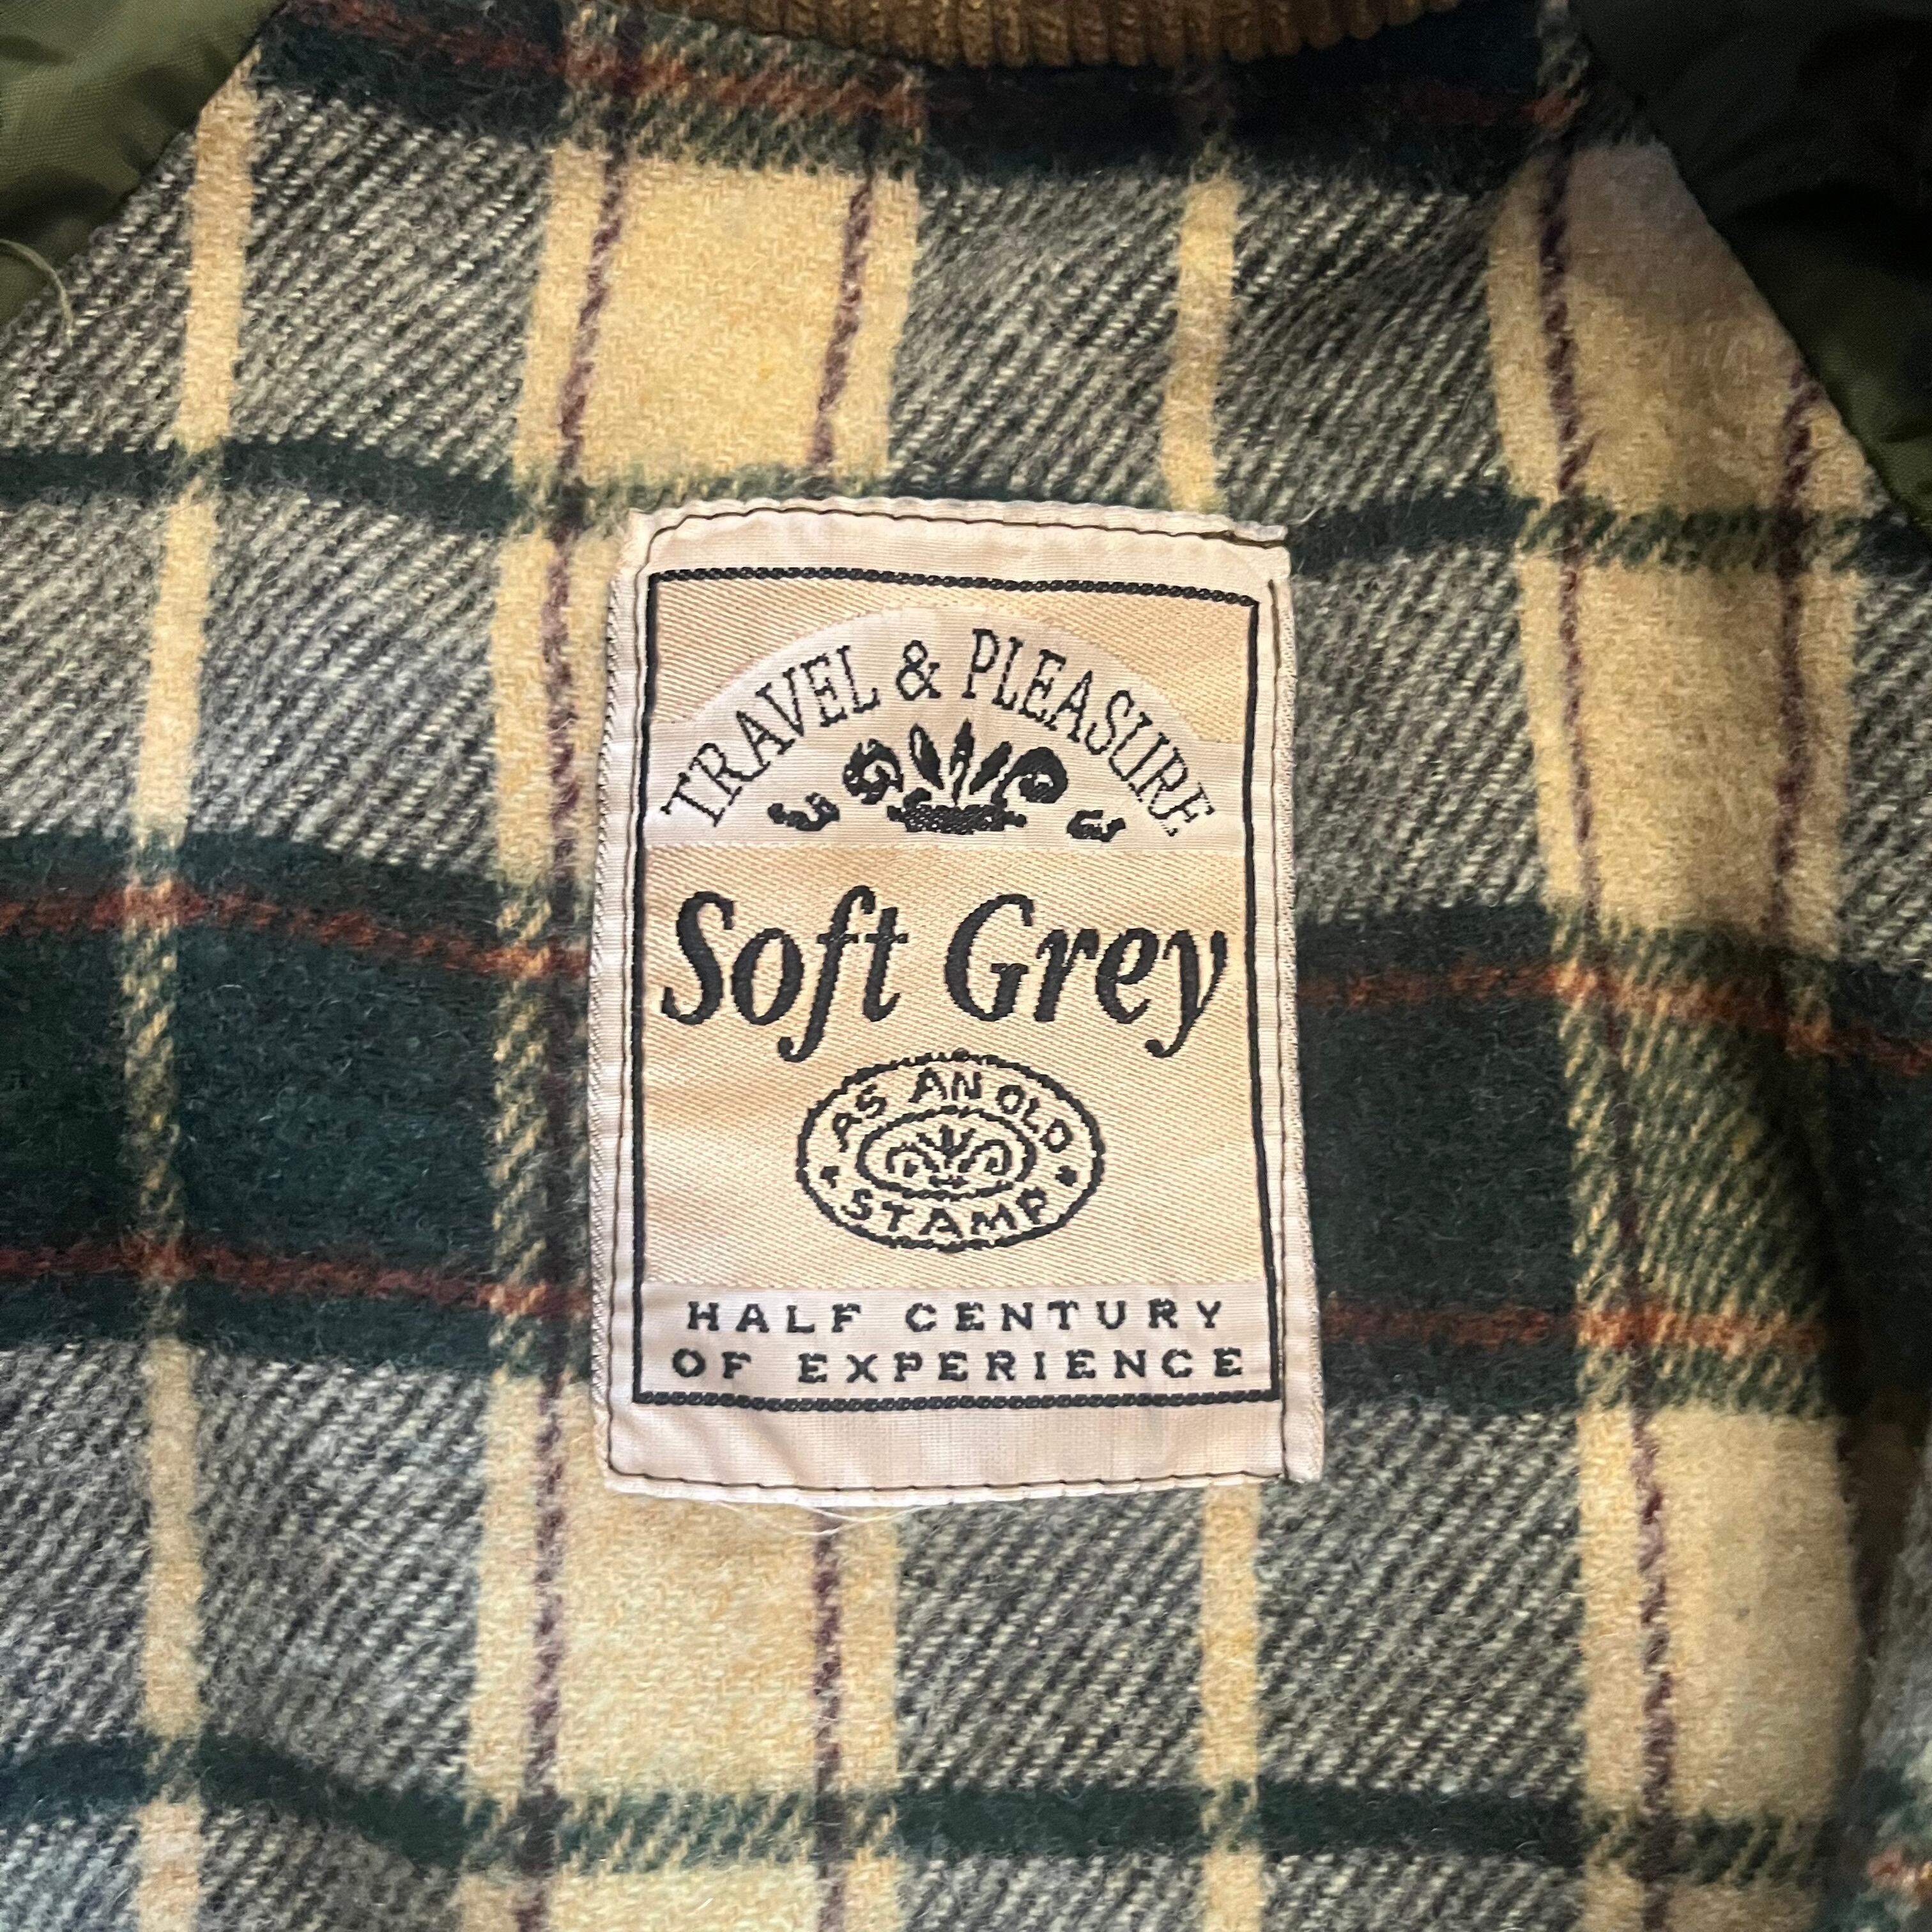 TRAVEL & PLEASURE
Soft Grey
AS AN OLD
STAMP
HALF CENTURY
OF EXPERIENCE